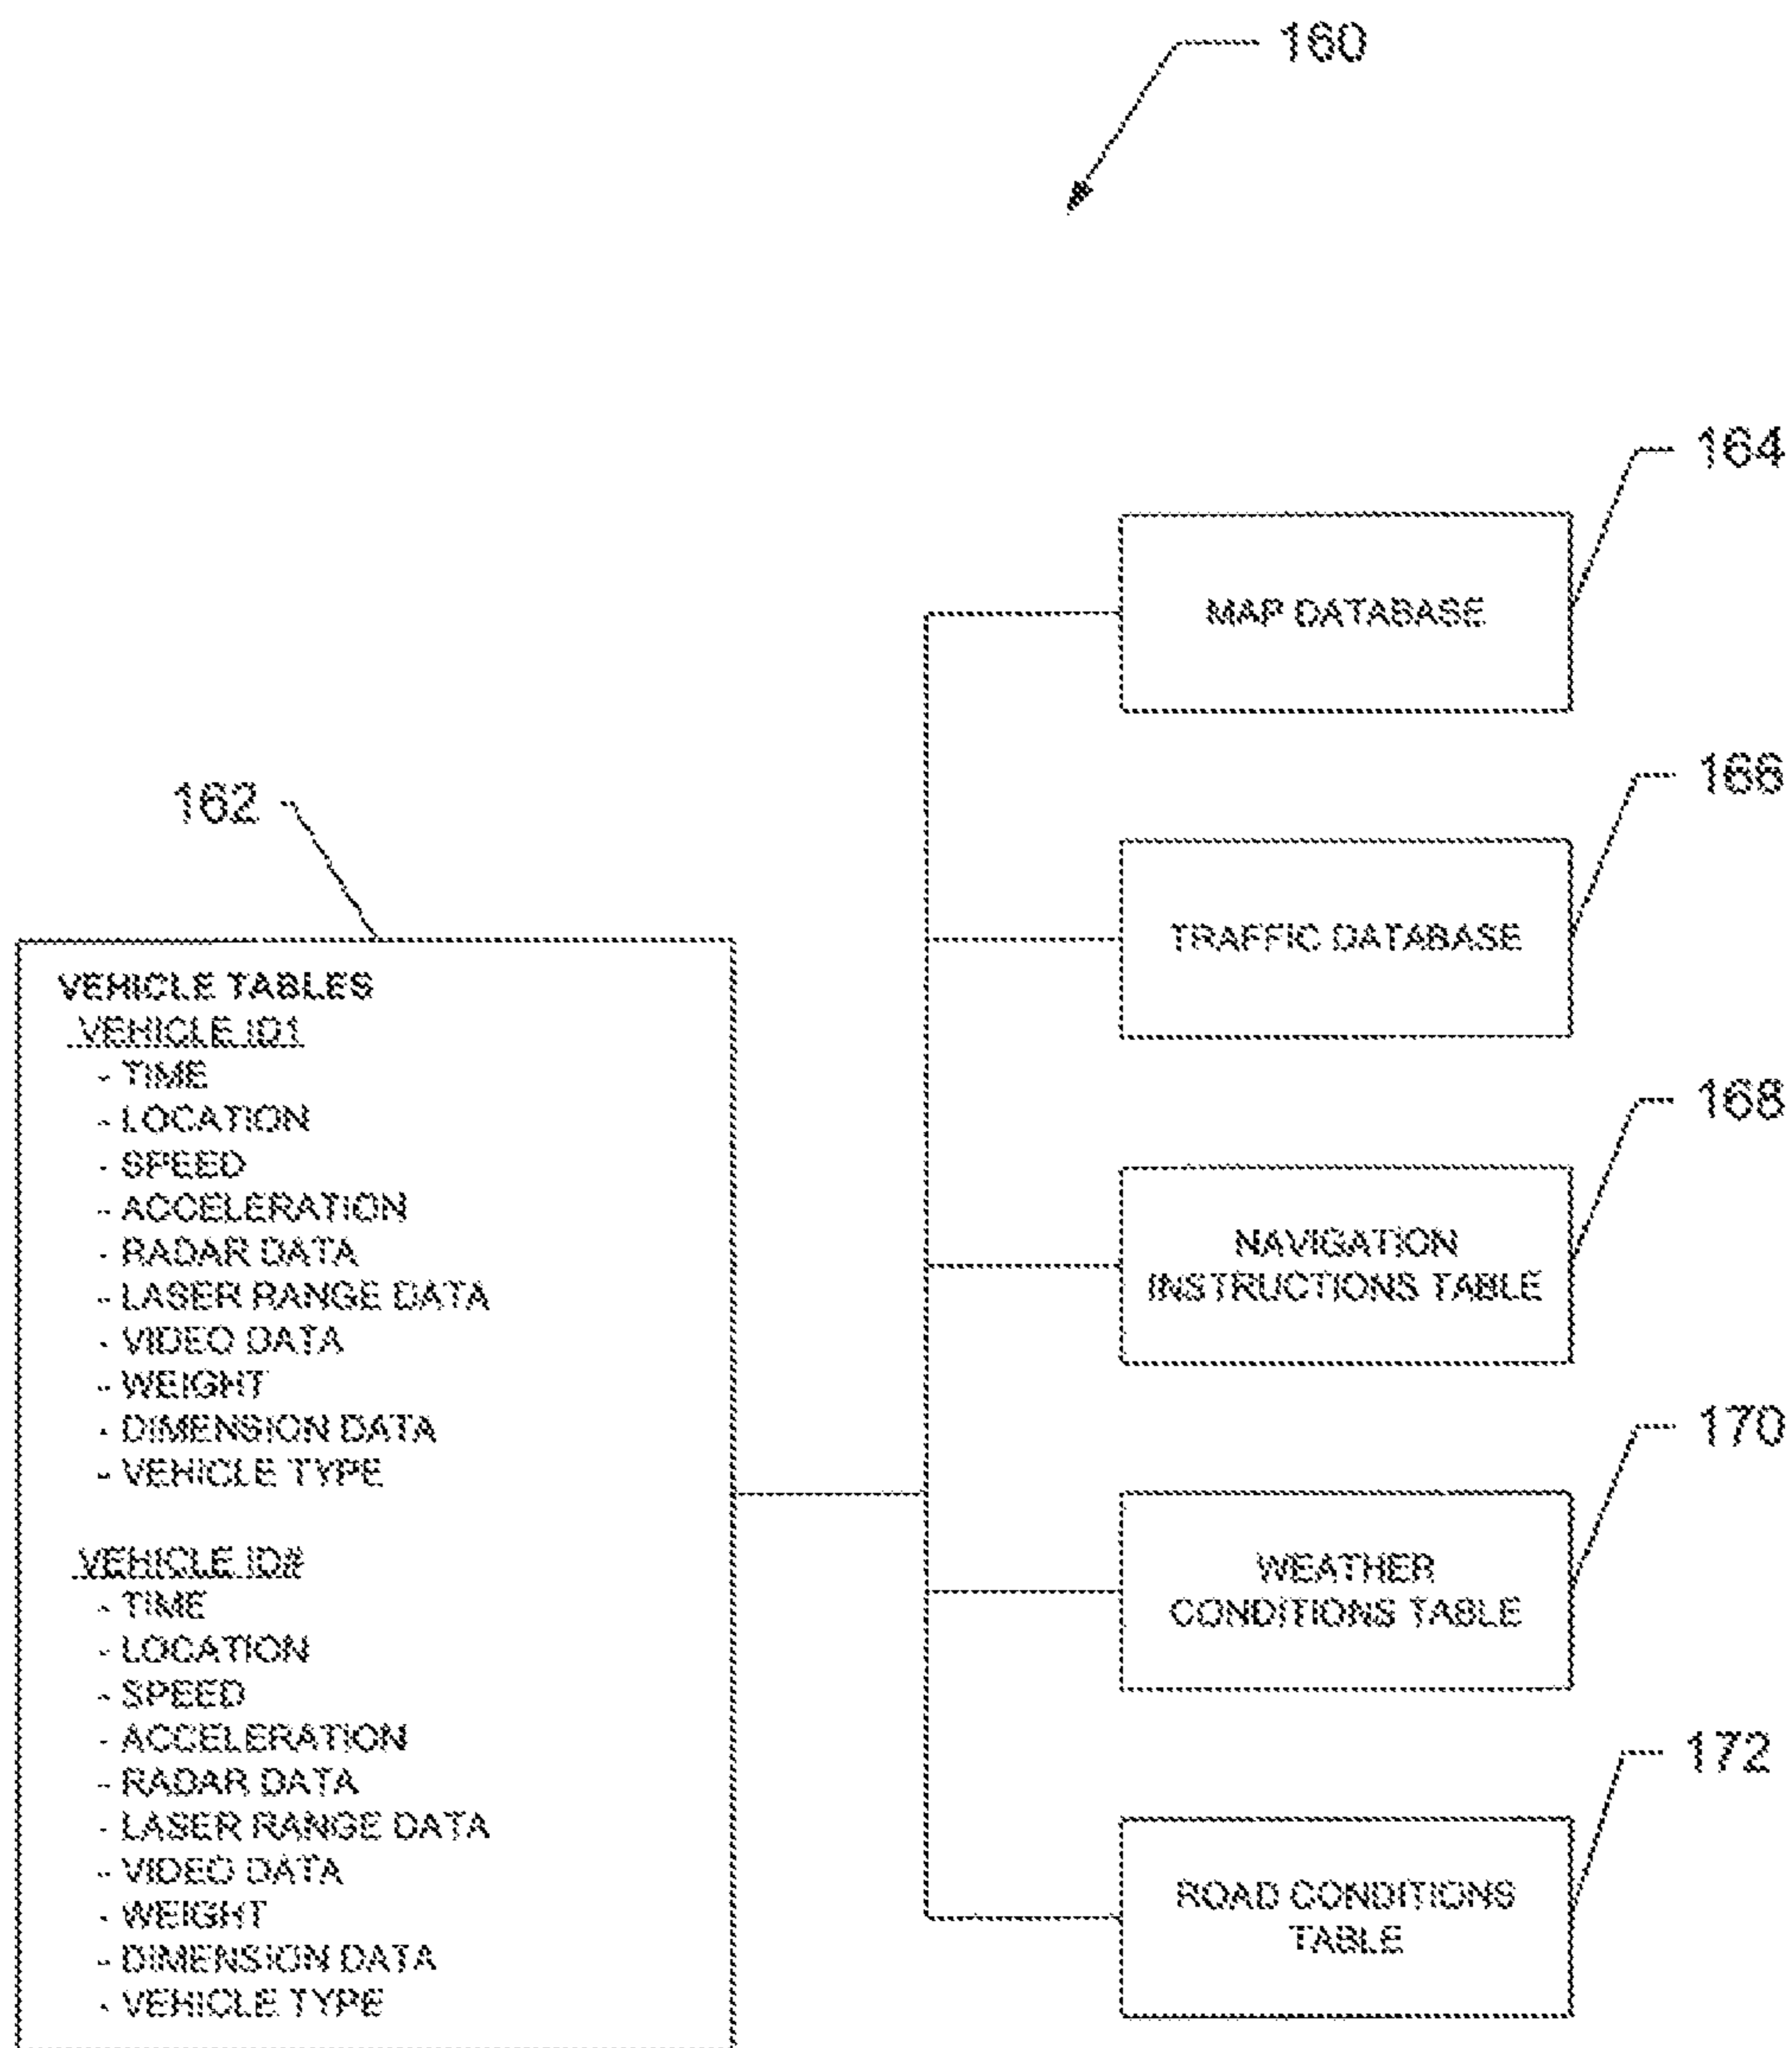 160
164
MAP DATABASE
166
TRAFFIC DATABASE
162
VEHICLE TABLES
VEHICLE ID1
- TIME
- LOCATION
- SPEED
- ACCELERATION
- RADAR DATA
- LASER RANGE DATA
- VIDEO DATA
- WEIGHT
- DIMENSION DATA
- VEHICLE TYPE
VEHICLE ID#
- TIME
- LOCATION
- SPEED
- ACCELERATION
- RADAR DATA
- LASER RANGE DATA
- VIDEO DATA
- WEIGHT
- DIMENSION DATA
- VEHICLE TYPE
168
NAVIGATION
INSTRUCTIONS TABLE
170
WEATHER
CONDITIONS TABLE
172
ROAD CONDITIONS
TABLE